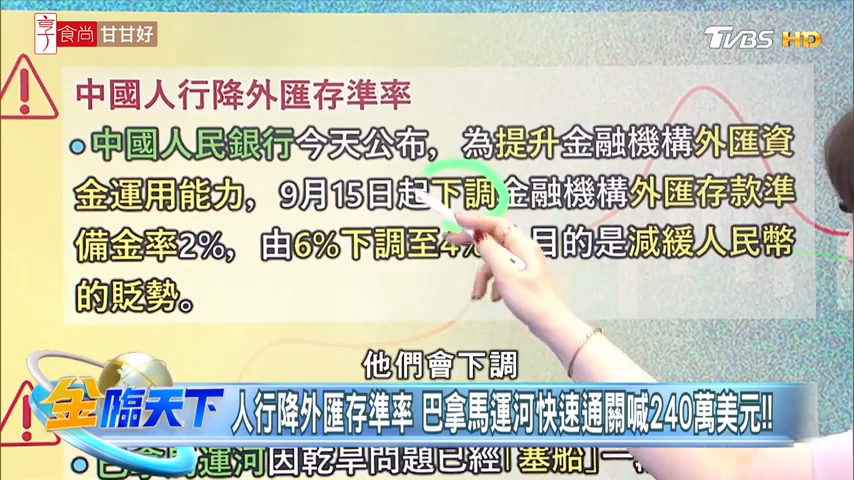 享 食尚 甘甘好
TVBS HD
中國人行降外匯存準率
•中國人民銀行今天公布，為提升金融機構外匯資
金運用能力，9月15日起下調金融機構外匯存款準
備金率2%，由6%下調至4% 目的是減緩人民幣
的貶勢。
他們會下調
金臨天下
人行降外匯存準率 巴拿馬運河快速通關喊240萬美元!!
•巴拿馬運河因乾旱問題已經「塞船」一